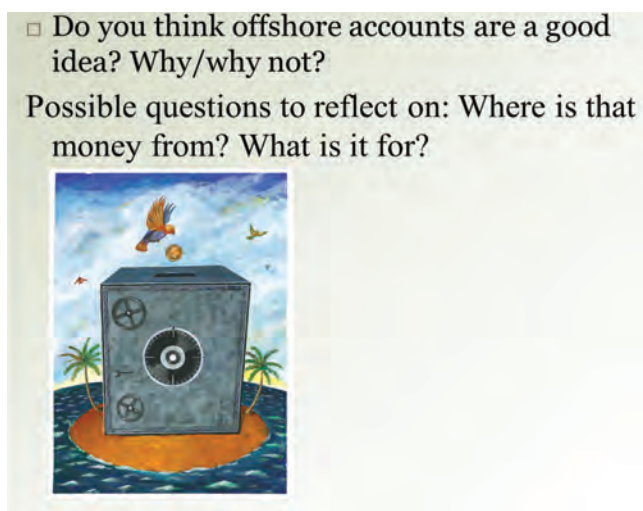 Do you think offshore accounts are a good
idea? Why/why not?
Possible questions to reflect on: Where is that
money from? What is it for?